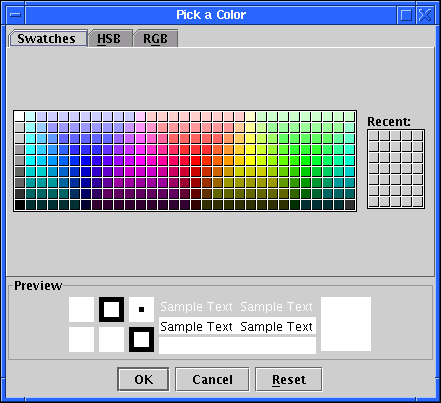 Pick a Color
Swatches HSB RGB
Recent:
Preview
Sample Text Sample Text
Sample Text Sample Text
OK Cancel Reset